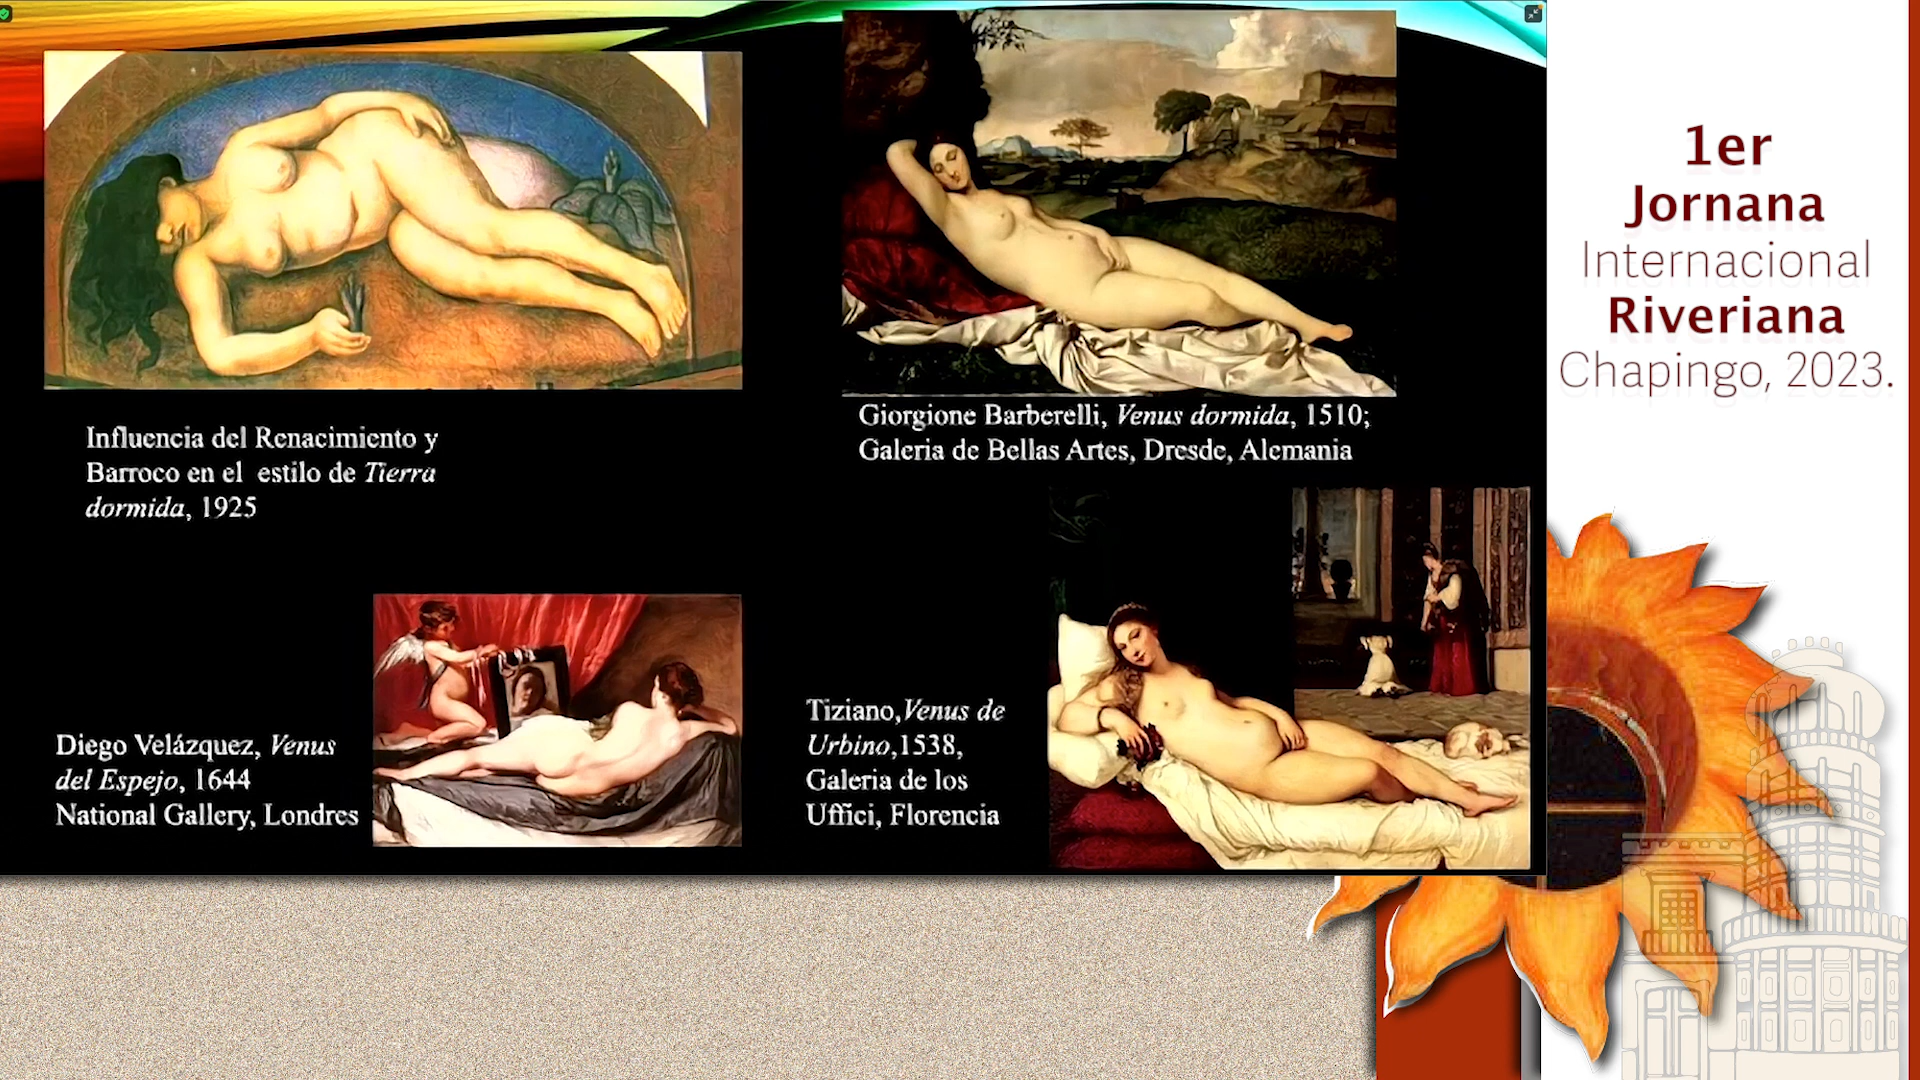 Influencia del Renacimiento y
Barroco en el estilo de Tierra
dormida, 1925
Giorgione Barberelli, Venus dormida, 1510;
Galeria de Bellas Artes, Dresde, Alemania
Diego Velázquez, Venus
del Espejo, 1644
National Gallery, Londres
Tiziano,Venus de
Urbino,1538,
Galeria de los
Uffici, Florencia
1er
Jornana
Internacional
Riveriana
Chapingo, 2023.